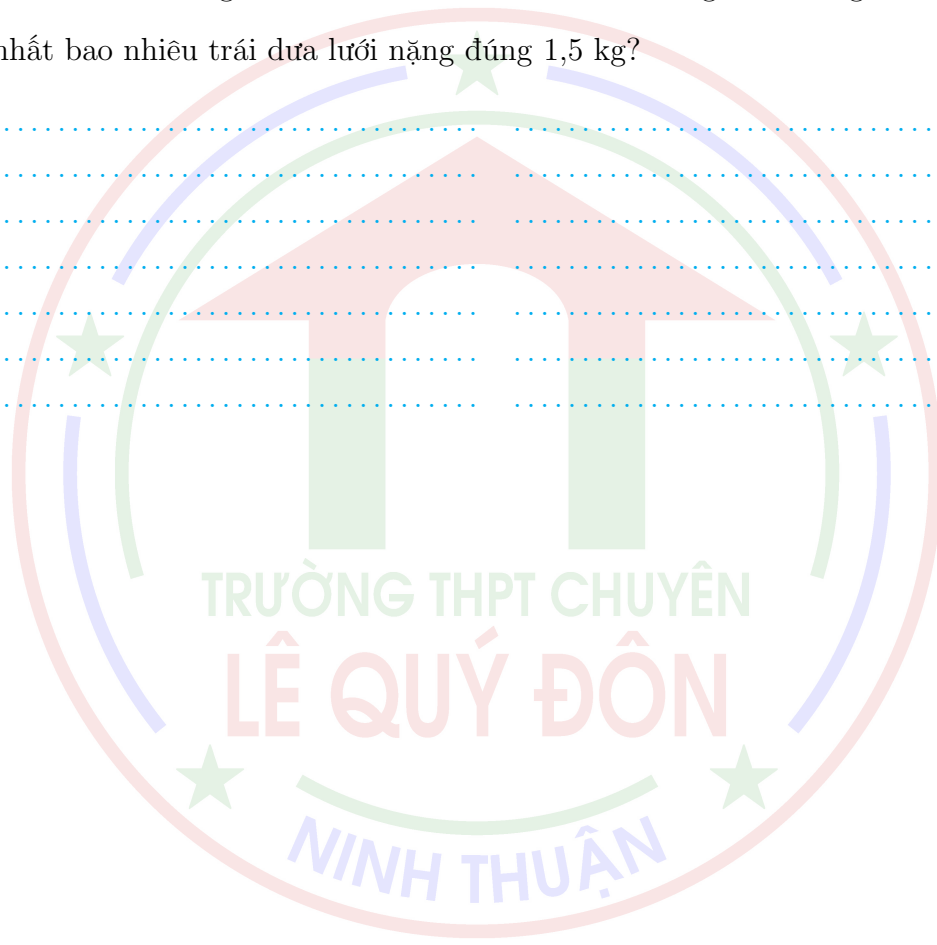 nhất bao nhiêu trái dưa lưới nặng đúng 1,5 kg?
TRƯỜNG THPT CHUYÊN
LÊ QUÝ ĐÔN
NINH THUẬN